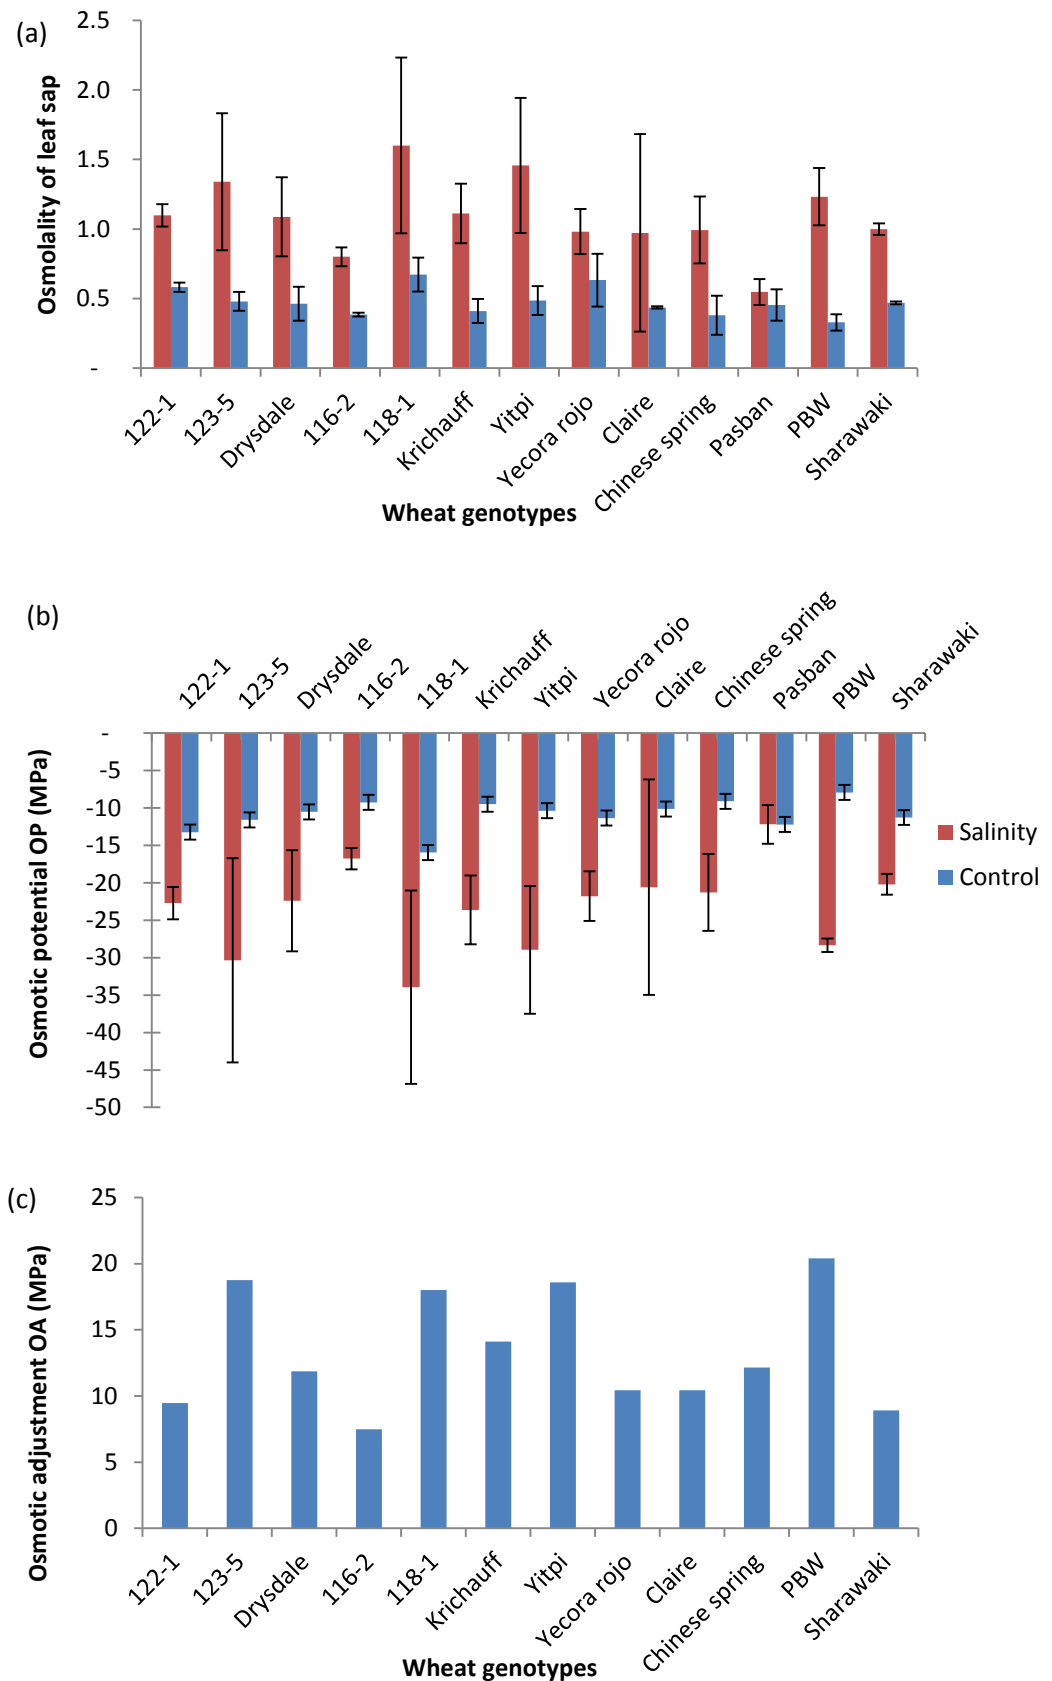 (a)
Osmolality of leaf sap
2.5
2.0
1.5
1.0
0.5
-
122-1
123-5
Drysdale
116-2
118-1
Krichauff
Yitpi
Yecora rojo
Claire
Chinese spring
Pasban
PBW
Sharawaki
Wheat genotypes
(b)
122-1
123-5
Drysdale
116-2
118-1
Krichauff
Yitpi
Yecora rojo
Claire
Chinese spring
Pasban
PBW
Sharawaki
Osmotic potential OP (MPa)
-
-5
-10
-15
-20
-25
-30
-35
-40
-45
-50
Salinity
Control
(c)
Osmotic adjustment OA (MPa)
25
20
15
10
5
0
122-1
123-5
Drysdale
116-2
118-1
Krichauff
Yitpi
Yecora rojo
Claire
Chinese spring
PBW
Sharawaki
Wheat genotypes